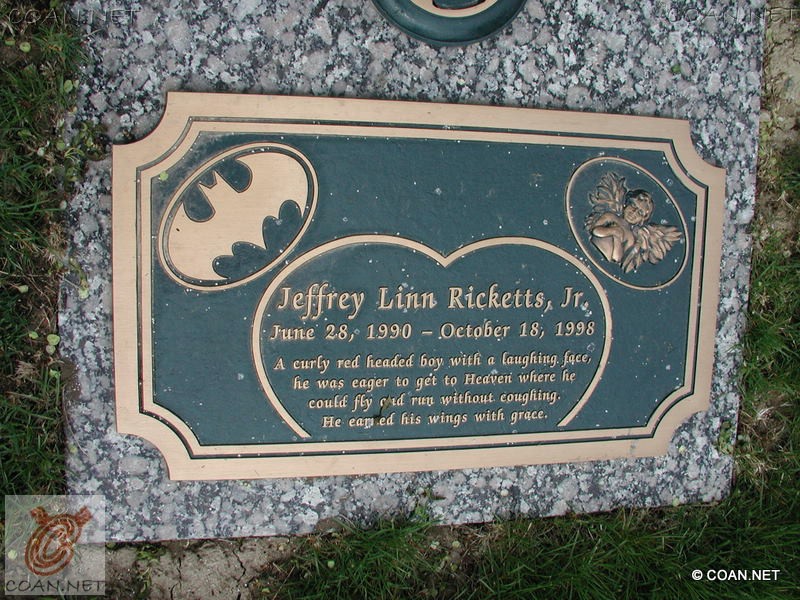 Jeffrey Linn Ricketts, Jr.
June 28, 1990 – October 18, 1998
A curly red headed boy with a laughing face,
he was eager to get to Heaven where he
could fly and run without coughing.
He earned his wings with grace.
COAN.NET
© COAN.NET